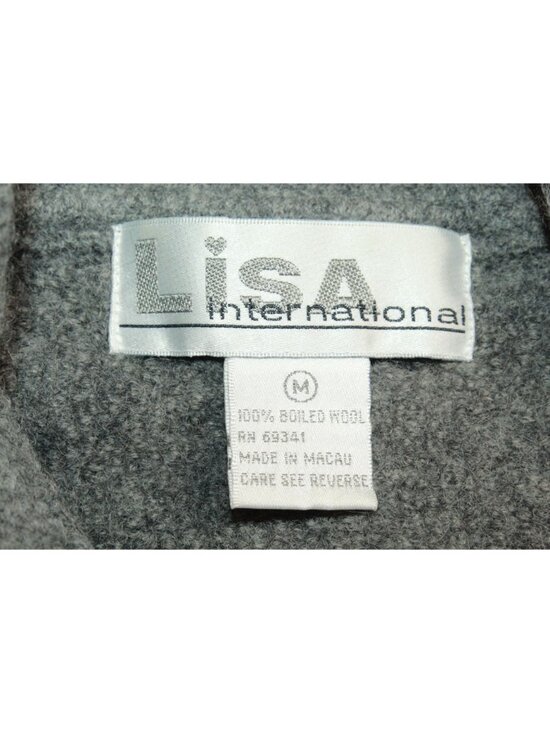 LiSA
international
M
100% BOILED WOOL
RN 69341
MADE IN MACAU
CARE SEE REVERSE